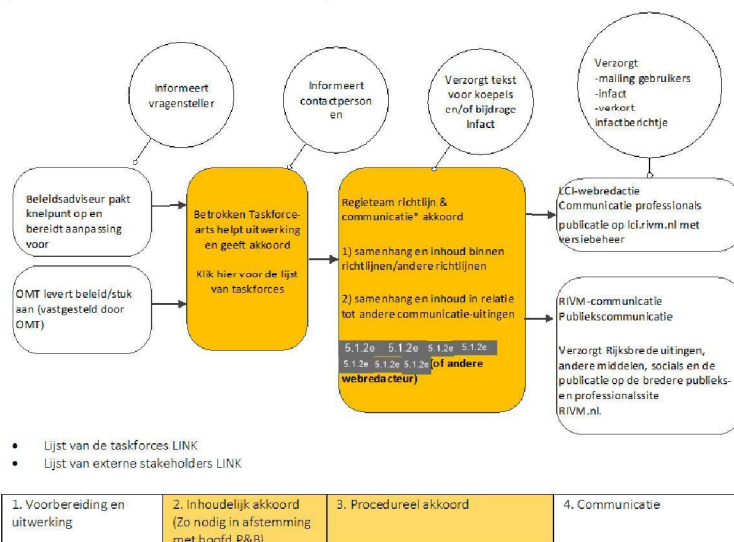 Informeert
vragensteller
Informeert
contactperson
en
Verzorgt tekst
voor koepels
en/of bijdrage
Infact
Verzorgt
-mailing gebruikers
-infact
-verkort
infactberichtje
Beleidsadviseur pakt
knelpunt op en
bereidt aanpassing
voor
OMT levert beleid/stuk
aan (vastgesteld door
OMT)
Betrokken Taskforce-
arts helpt uitwerking
en geeft akkoord
Klik hier voor de lijst
van taskforces
Regieteam richtlijn &
communicatie* akkoord
1) samenhang en inhoud binnen
richtlijnen/andere richtlijnen
2) samenhang en inhoud in relatie
tot andere communicatie-uitingen
5.1.2e 5.1.2e 5.1.2e 5.1.2e
5.1.2e 5.1.2e 5.1.2e (of andere
webredacteur)
LCI-webredactie
Communicatie professionals
publicatie op lci.rivm.nl met
versiebeheer
RIVM-communicatie
Publiekscommunicatie
Verzorgt Rijksbrede uitingen,
andere middelen, socials en de
publicatie op de bredere publieks-
en professionalssite
RIVM.nl.
• Lijst van de taskforces LINK
• Lijst van externe stakeholders LINK
1. Voorbereiding en
uitwerking
2. Inhoudelijk akkoord
(Zo nodig in afstemming
met hoofd P&B)
3. Procedureel akkoord
4. Communicatie